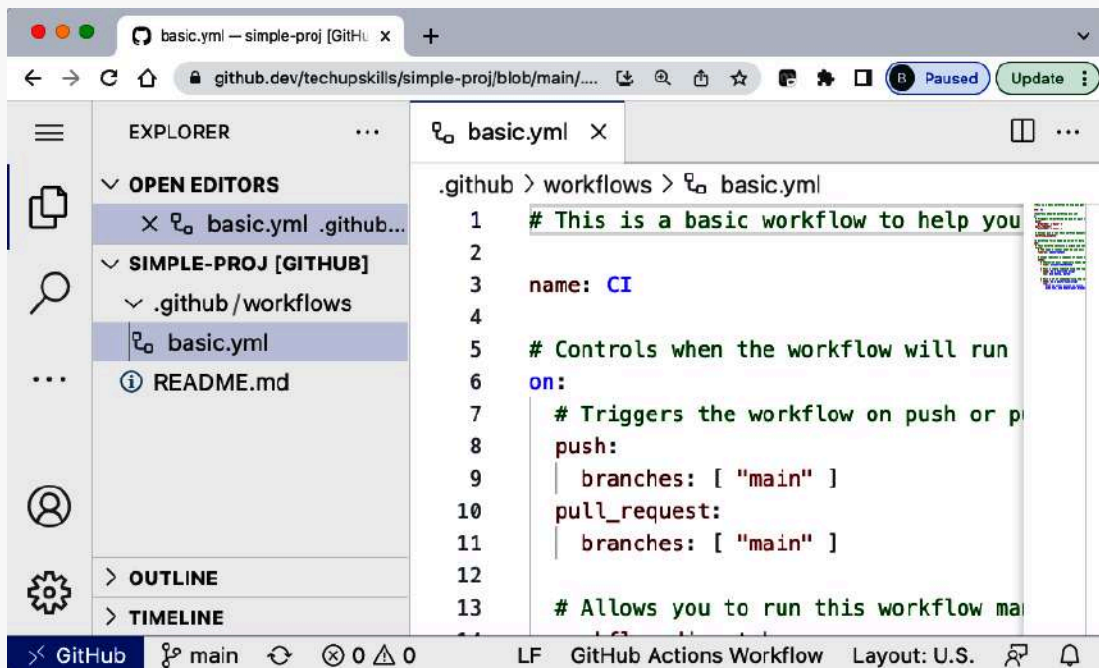 basic.yml — simple-proj [GitHu x +
github.dev/techupskills/simple-proj/blob/main/.... B Paused Update
EXPLORER ...
OPEN EDITORS
basic.yml .github...
SIMPLE-PROJ [GITHUB]
.github/workflows
basic.yml
README.md
OUTLINE
TIMELINE
basic.yml
.github > workflows > basic.yml
1 # This is a basic workflow to help you
2
3 name: CI
4
5 # Controls when the workflow will run
6 on:
7 # Triggers the workflow on push or p
8 push:
9 branches: [ "main" ]
10 pull_request:
11 branches: [ "main" ]
12
13 # Allows you to run this workflow ma
GitHub main 0 0 LF GitHub Actions Workflow Layout: U.S.